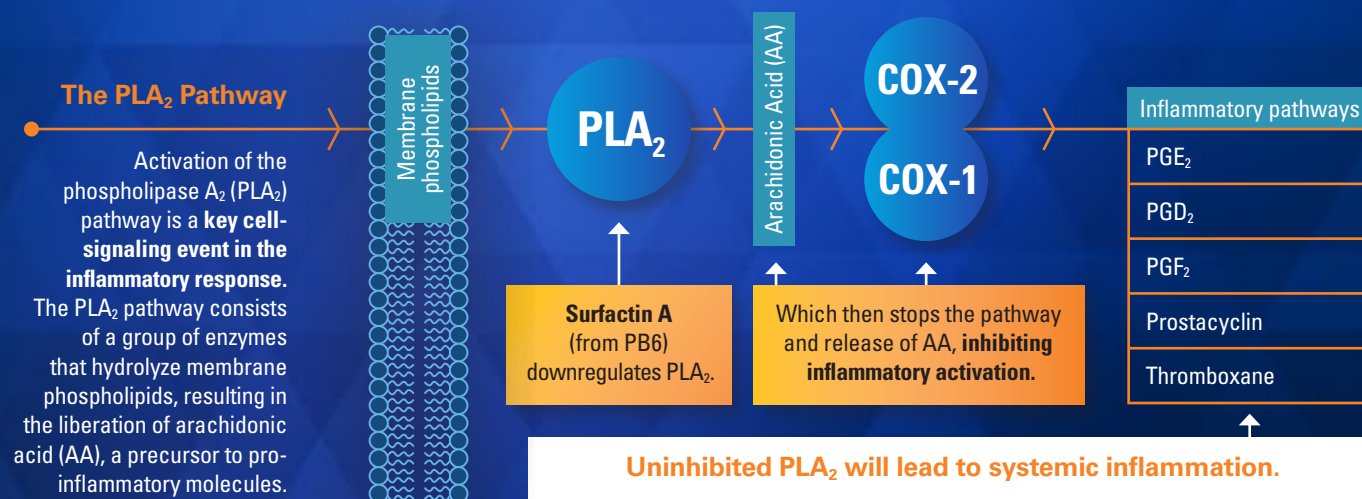 The PLA₂ Pathway
Activation of the
phospholipase A₂ (PLA₂)
pathway is a key cell-
signaling event in the
inflammatory response.
The PLA₂ pathway consists
of a group of enzymes
that hydrolyze membrane
phospholipids, resulting in
the liberation of arachidonic
acid (AA), a precursor to pro-
inflammatory molecules.
Membrane
phospholipids
PLA₂
Surfactin A
(from PB6)
downregulates PLA₂.
Arachidonic Acid (AA)
COX-2
COX-1
Which then stops the pathway
and release of AA, inhibiting
inflammatory activation.
Inflammatory pathways
PGE₂
PGD₂
PGF₂
Prostacyclin
Thromboxane
Uninhibited PLA₂ will lead to systemic inflammation.